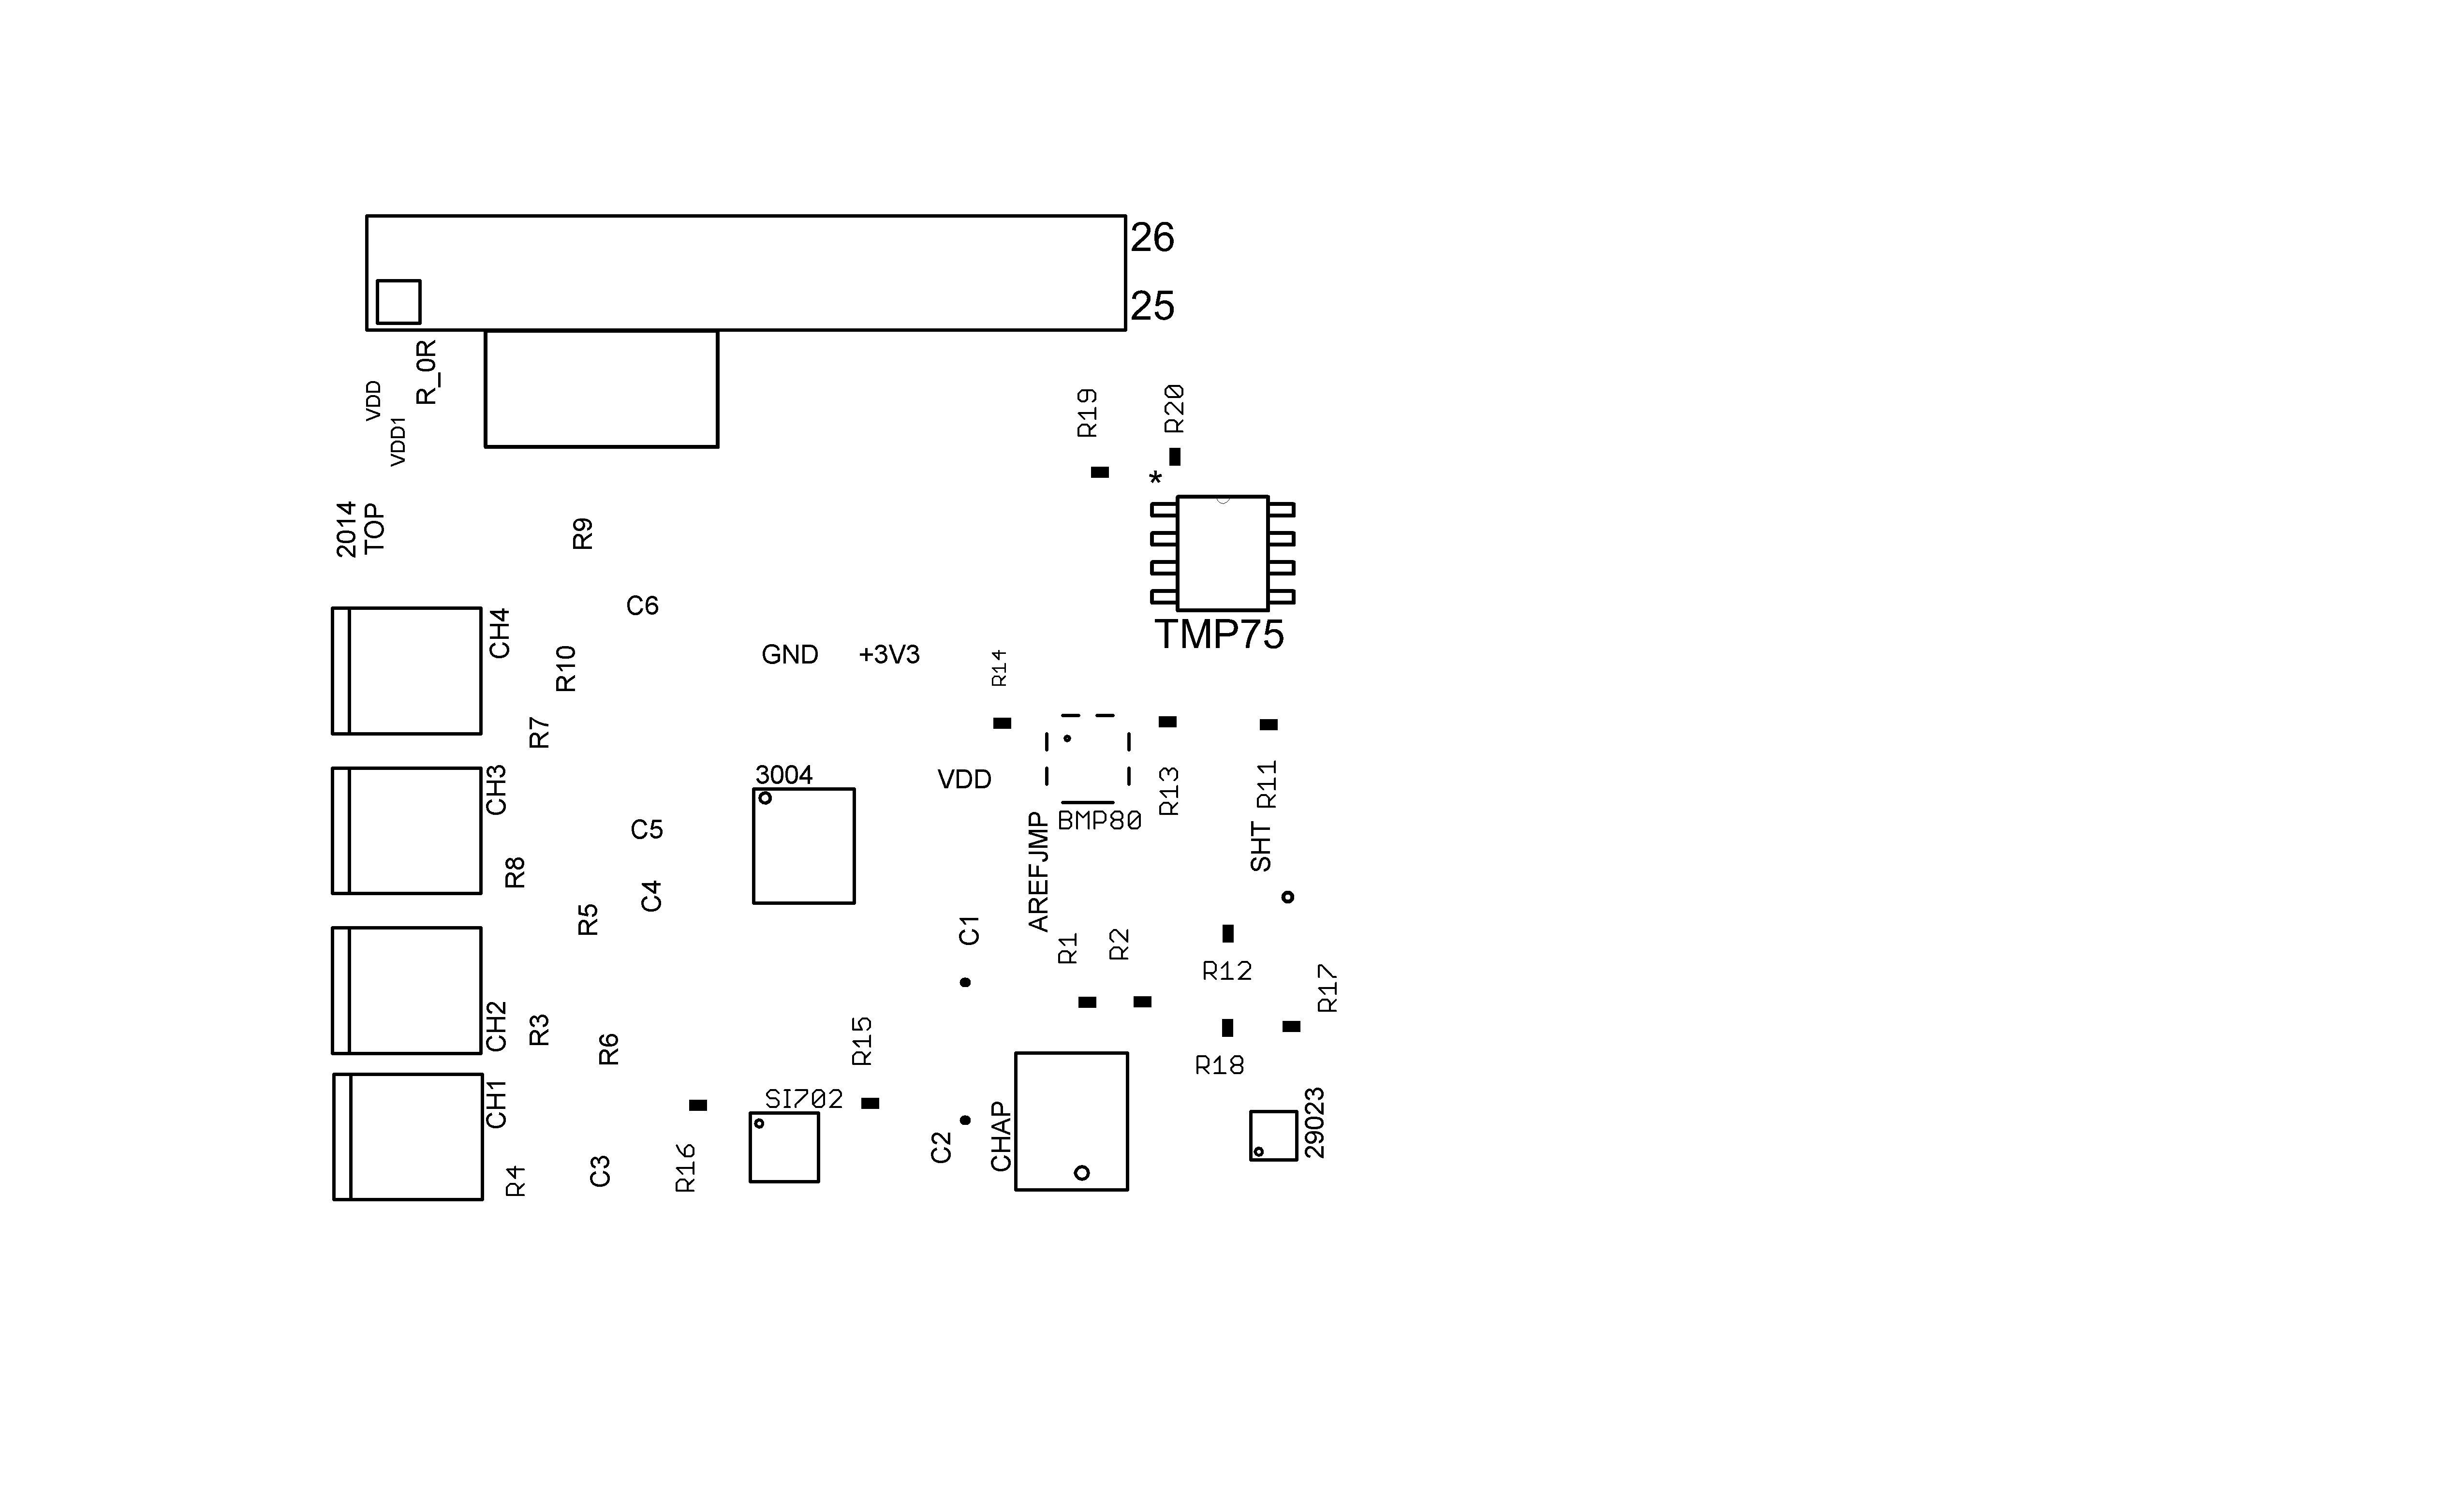 26
25
R_0R
VDD
VDD1
R19
R20
*
2014
TOP
R9
C6
CH4
R10
GND
+3V3
TMP75
R14
R7
CH3
3004
VDD
R13
R11
BMP80
C5
AREFJMP
SHT
R8
C4
R5
C1
R1
R2
R12
R17
CH2
R3
R6
R15
R18
CH1
SI702
CHAP
29023
C2
R4
C3
R16